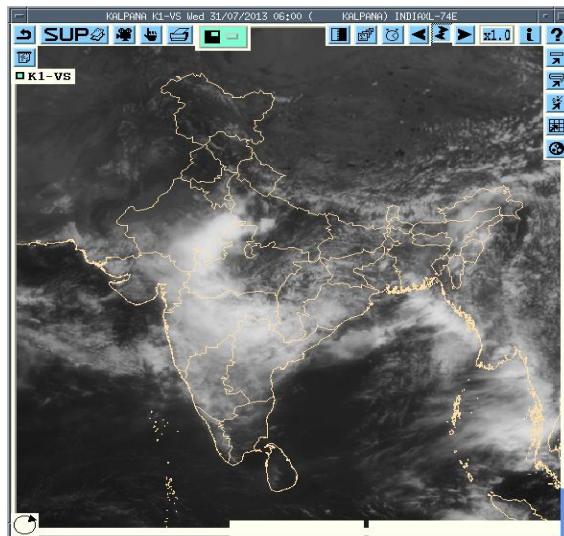 KALPANA K1-VS Wed 31/07/2013 06:00 ( KALPANA) INDIAXL-74E
SUP x1.0 i ?
K1-VS